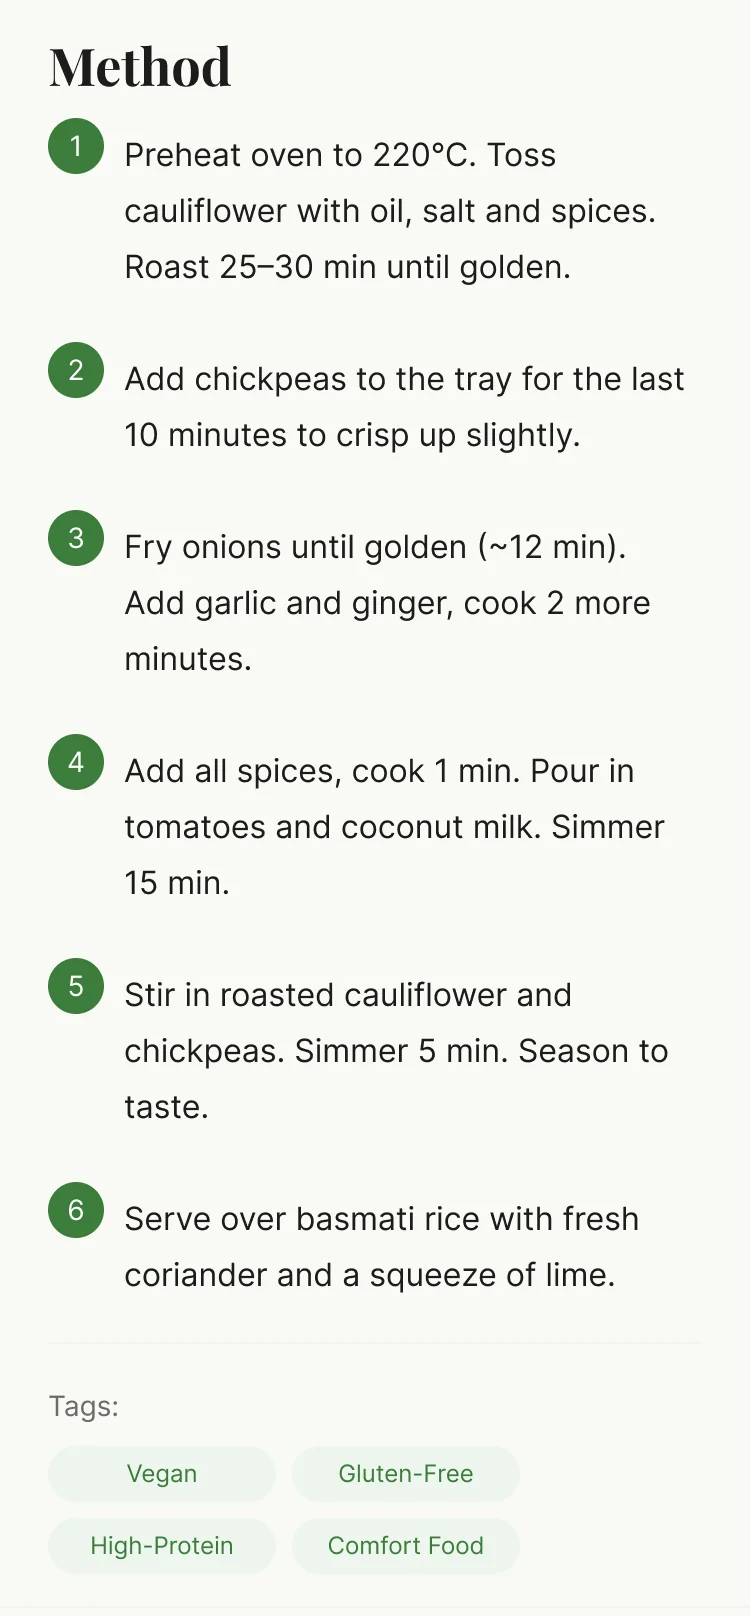 Method
1
Preheat oven to 220°C. Toss
cauliflower with oil, salt and spices.
Roast 25–30 min until golden.
2
Add chickpeas to the tray for the last
10 minutes to crisp up slightly.
3
Fry onions until golden (~12 min).
Add garlic and ginger, cook 2 more
minutes.
4
Add all spices, cook 1 min. Pour in
tomatoes and coconut milk. Simmer
15 min.
5
Stir in roasted cauliflower and
chickpeas. Simmer 5 min. Season to
taste.
6
Serve over basmati rice with fresh
coriander and a squeeze of lime.
Tags:
Vegan Gluten-Free
High-Protein Comfort Food